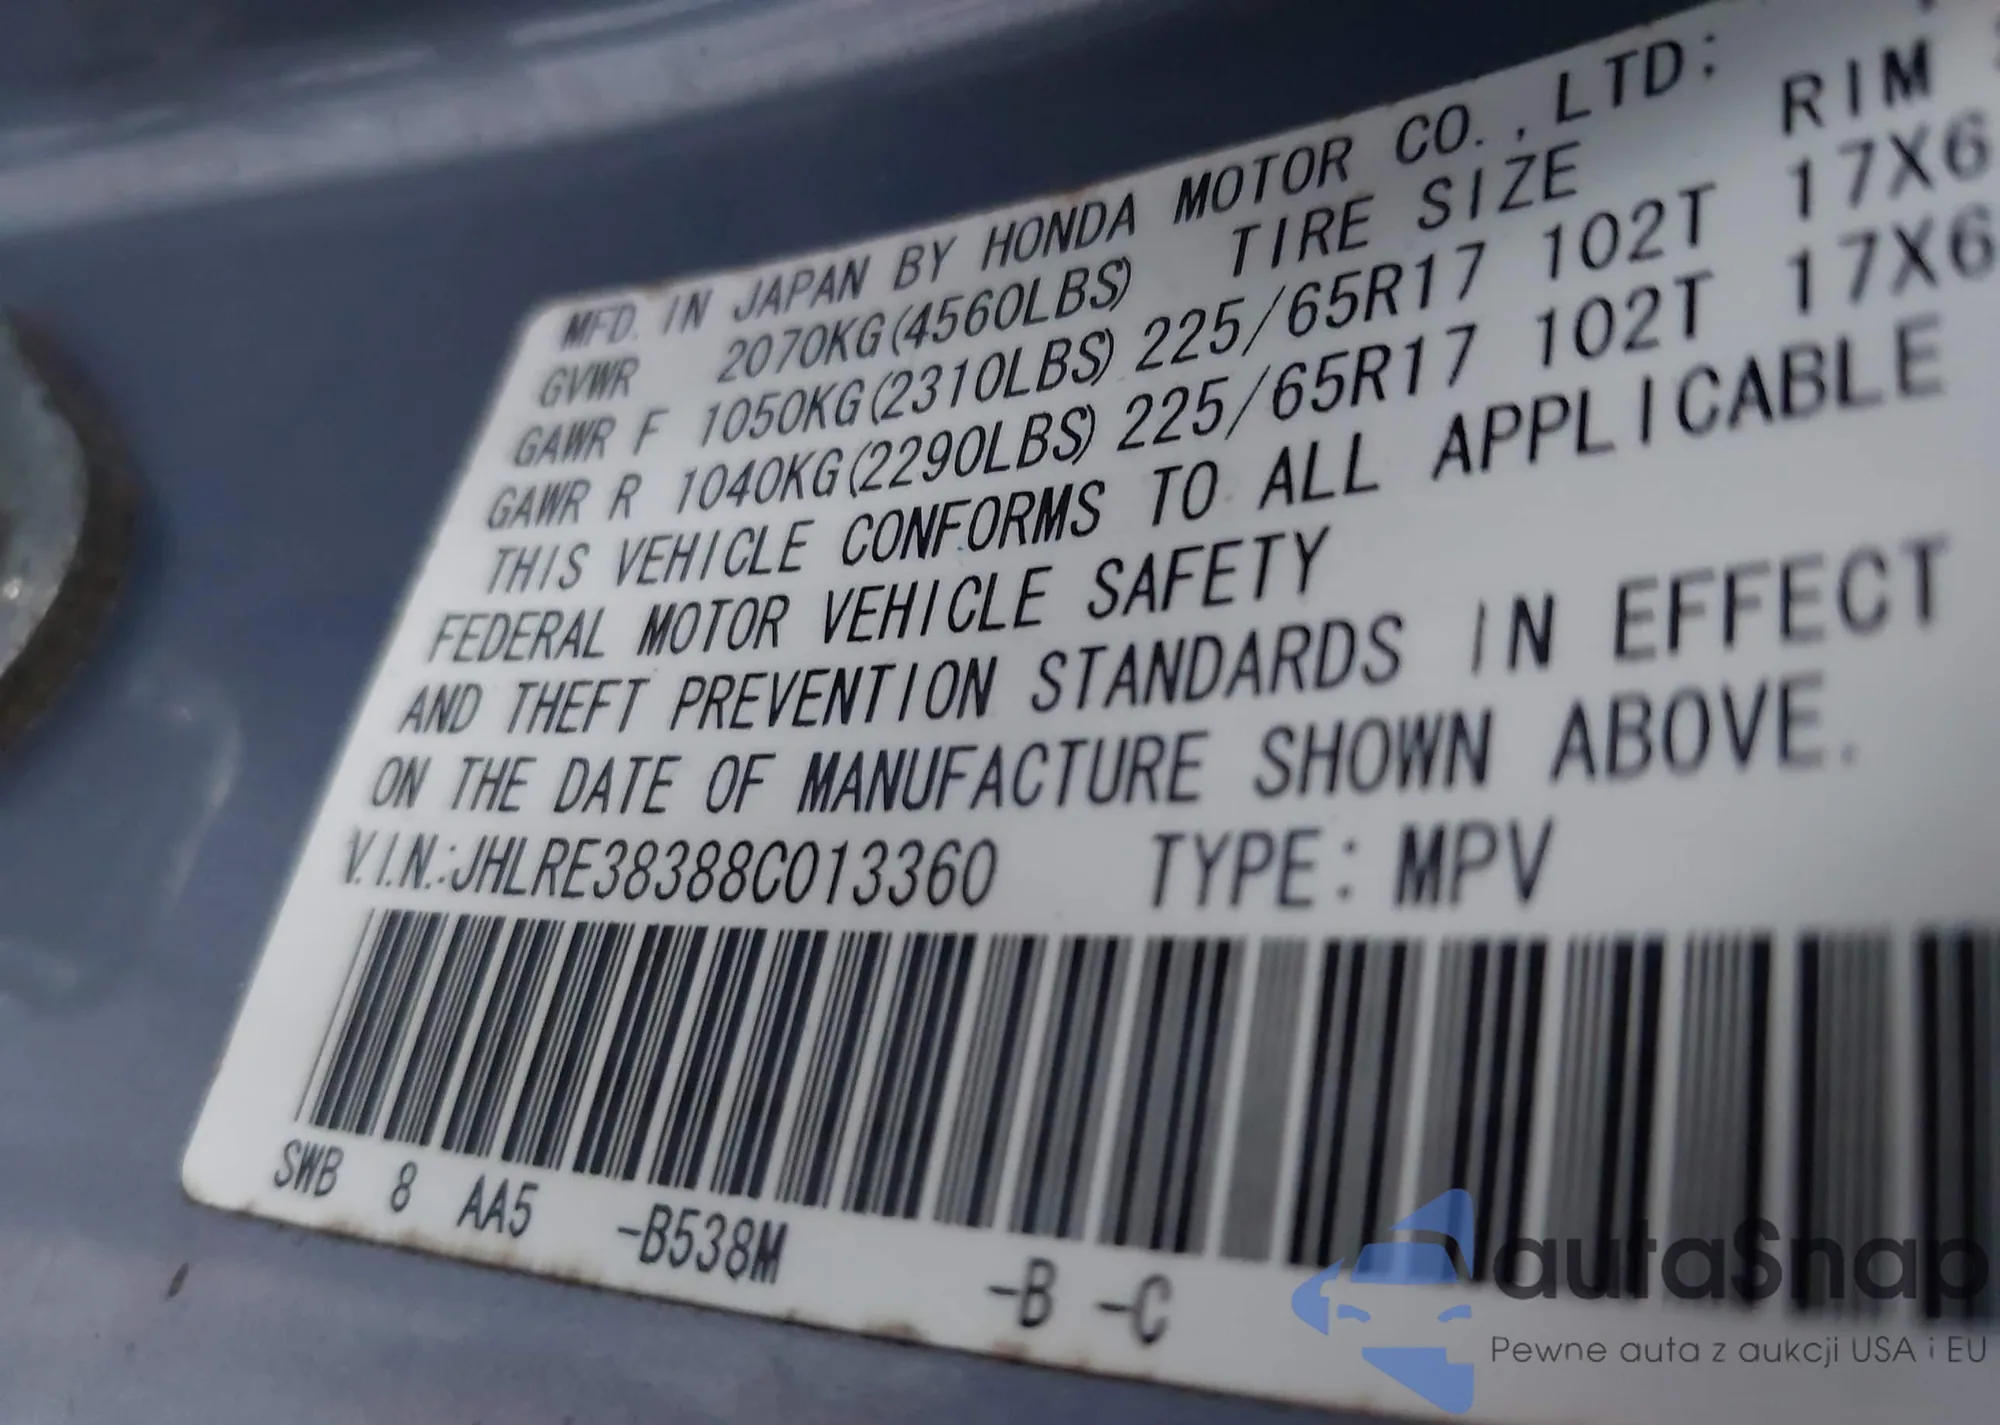 MFD. IN JAPAN BY HONDA MOTOR CO., LTD:
GVWR 2070KG(4560LBS) TIRE SIZE RIM
GAWR F 1050KG(2310LBS) 225/65R17 102T 17X6
GAWR R 1040KG(2290LBS) 225/65R17 102T 17X6
THIS VEHICLE CONFORMS TO ALL APPLICABLE
FEDERAL MOTOR VEHICLE SAFETY
AND THEFT PREVENTION STANDARDS IN EFFECT
ON THE DATE OF MANUFACTURE SHOWN ABOVE.
V.I.N.:JHLRE38388C013360 TYPE: MPV
SWB 8 AA5 -B538M -B -C
autaSnap
Pewne auta z aukcji USA i EU